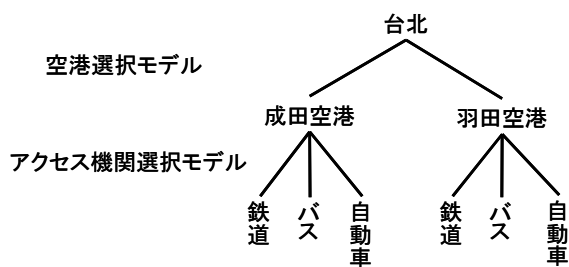 台北
空港選択モデル
成田空港
羽田空港
アクセス機関選択モデル
鉄道
バス
自動車
鉄道
バス
自動車